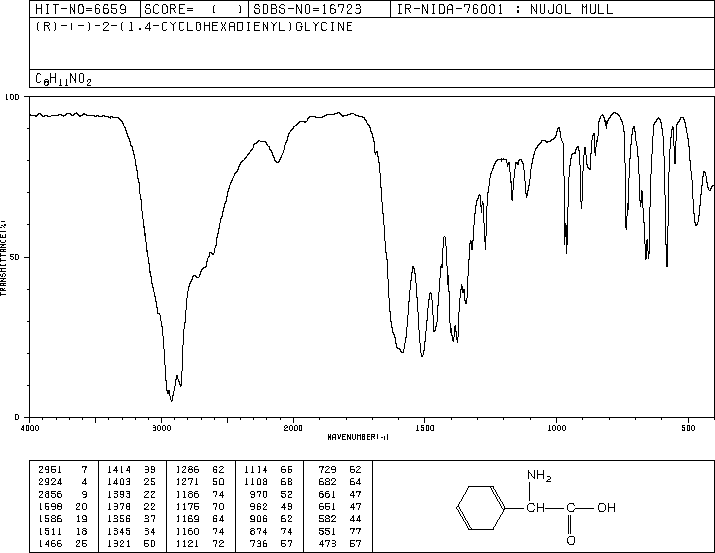 HIT-NO=6659 SCORE= ( ) SDBS-NO=16723 IR-NIDA-76001 : NUJOL MULL
(R)-(-)-2-(1,4-CYCLOHEXADIENYL)GLYCINE
C8H11NO2
100
50
0
TRANSMITTANCE(%)
4000 3000 2000 1500 1000 500
WAVENUMBER(-1)
2951 7 1414 39 1286 62 1114 66 729 62
2924 4 1403 25 1271 50 1108 68 682 64
2856 9 1393 22 1186 74 970 52 661 47
1598 20 1378 22 1175 70 962 49 651 47
1586 19 1356 37 1169 64 906 62 582 44
1511 18 1345 34 1160 74 874 74 551 77
1466 25 1321 50 1121 72 736 57 473 57
NH2
CH C OH
O